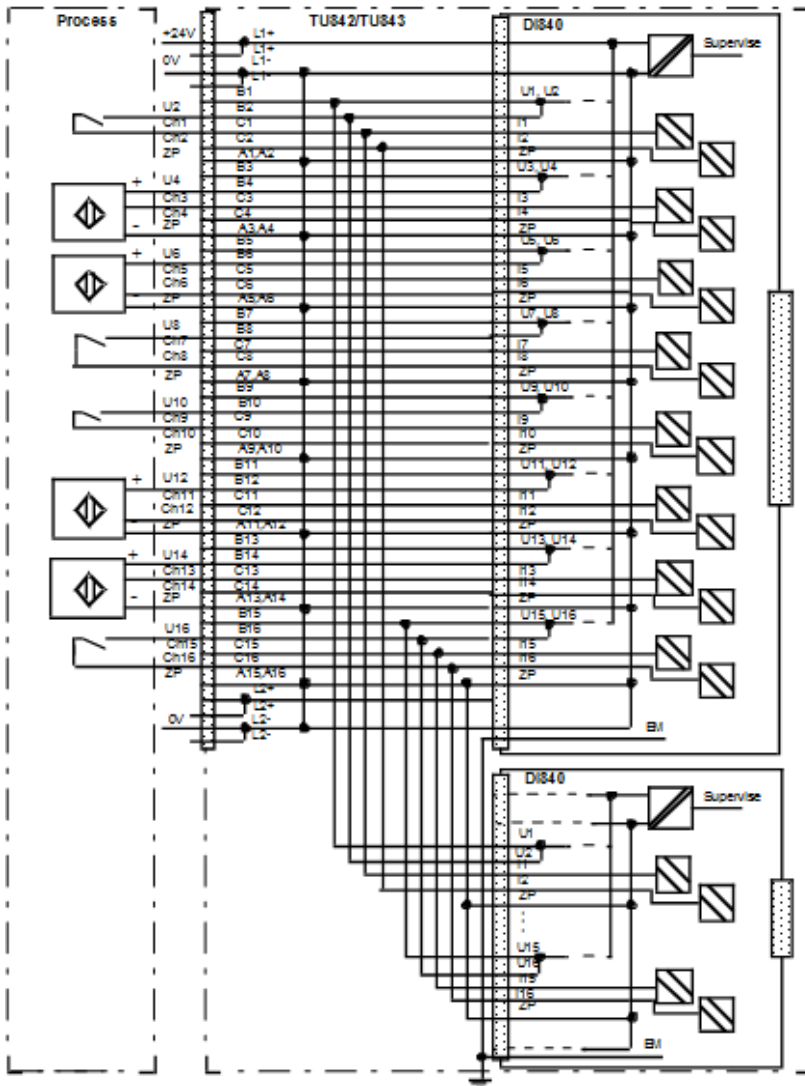 Process TU842/TU843 DI840
+24V L1+
L1+ Supervise
0V L1-
L1-
B1 U1, U2
U2 B2
Ch1 C1 I1
Ch2 C2 I2
ZP A1,A2 ZP
B3 U3, U4
+ U4 B4
Ch3 C3 I3
Ch4 C4 I4
- ZP A3,A4 ZP
B5 U5, U6
+ U6 B6
Ch5 C5 I5
Ch6 C6 I6
- ZP A5,A6 ZP
B7 U7, U8
U8 B8
Ch7 C7 I7
Ch8 C8 I8
ZP A7,A8 ZP
B9 U9, U10
U10 B10
Ch9 C9 I9
Ch10 C10 I10
ZP A9,A10 ZP
B11 U11, U12
+ U12 B12
Ch11 C11 I11
Ch12 C12 I12
- ZP A11,A12 ZP
B13 U13, U14
+ U14 B14
Ch13 C13 I13
Ch14 C14 I14
- ZP A13,A14 ZP
B15 U15, U16
U16 B16
Ch15 C15 I15
Ch16 C16 I16
ZP A15,A16 ZP
L2+
L2+
0V L2- EM
L2-
DI840
Supervise
U1
U2
I1
I2
ZP
U15
U16
I15
I16
ZP
EM